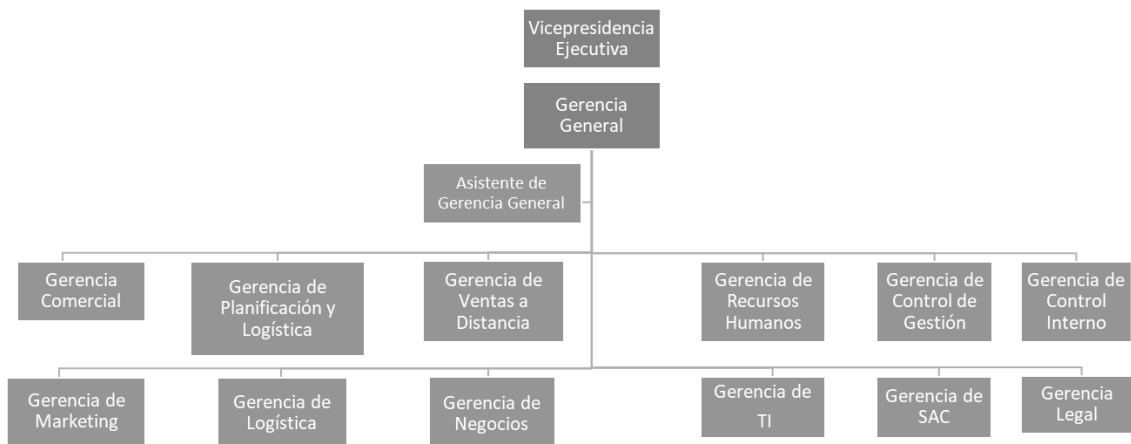 Vicepresidencia
Ejecutiva
Gerencia
General
Asistente de
Gerencia General
Gerencia
Comercial
Gerencia de
Planificación y
Logística
Gerencia de
Ventas a
Distancia
Gerencia de
Recursos
Humanos
Gerencia de
Control de
Gestión
Gerencia de
Control
Interno
Gerencia de
Marketing
Gerencia de
Logística
Gerencia de
Negocios
Gerencia de
TI
Gerencia de
SAC
Gerencia
Legal